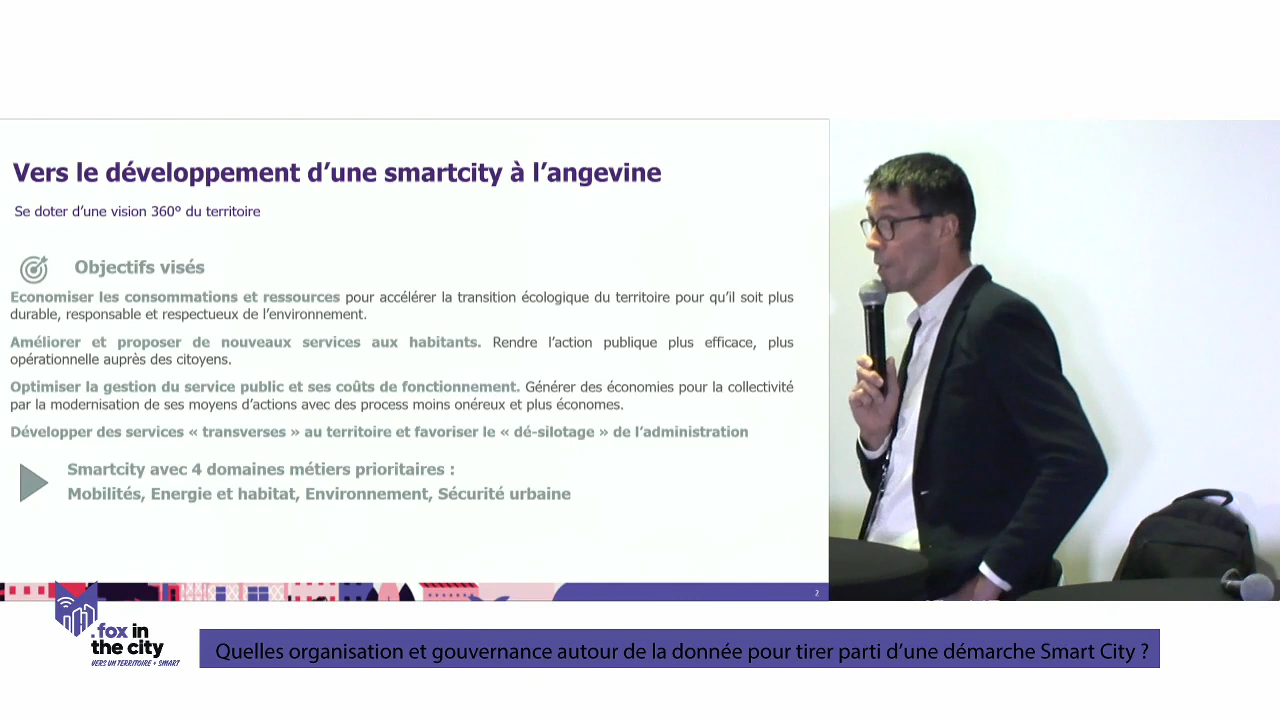 Vers le développement d’une smartcity à l’angevine
Se doter d’une vision 360° du territoire
Objectifs visés
Economiser les consommations et ressources pour accélérer la transition écologique du territoire pour qu’il soit plus
durable, responsable et respectueux de l’environnement.
Améliorer et proposer de nouveaux services aux habitants. Rendre l’action publique plus efficace, plus
opérationnelle auprès des citoyens.
Optimiser la gestion du service public et ses coûts de fonctionnement. Générer des économies pour la collectivité
par la modernisation de ses moyens d’actions avec des process moins onéreux et plus économes.
Développer des services « transverses » au territoire et favoriser le « dé-silotage » de l’administration
Smartcity avec 4 domaines métiers prioritaires :
Mobilités, Energie et habitat, Environnement, Sécurité urbaine
2
.fox in
the city
VERS UN TERRITOIRE + SMART
Quelles organisation et gouvernance autour de la donnée pour tirer parti d’une démarche Smart City ?